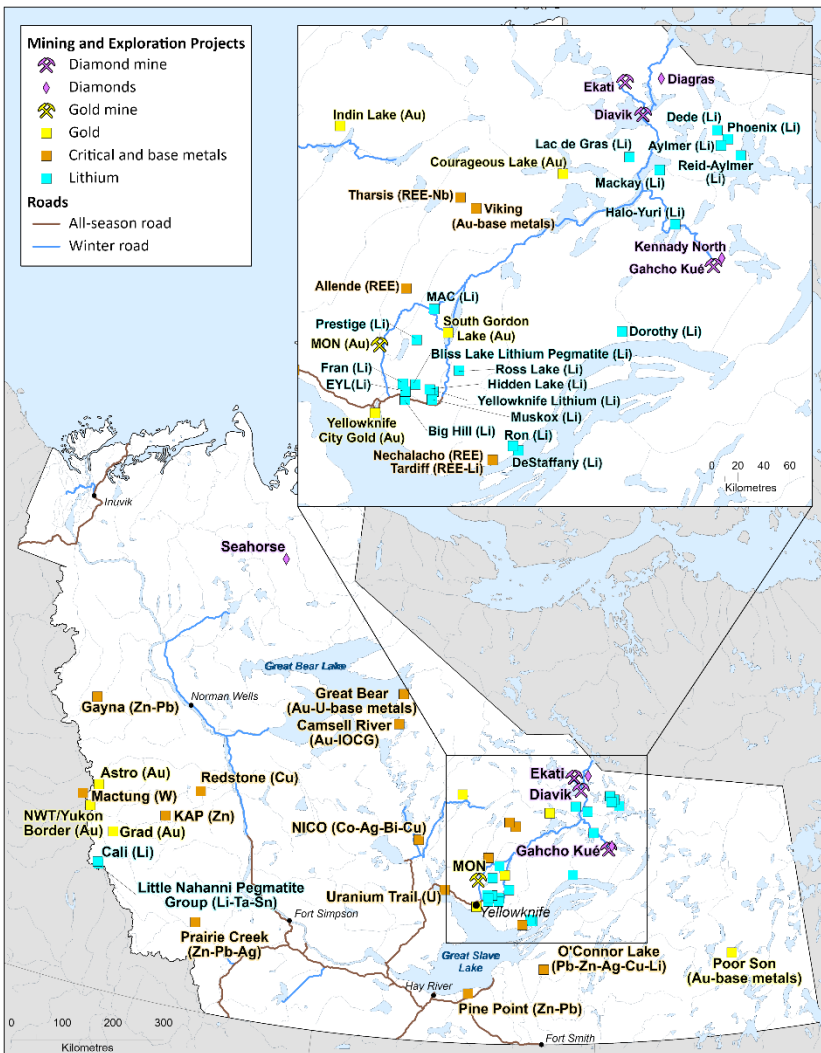 Mining and Exploration Projects
Diamond mine
Diamonds
Gold mine
Gold
Critical and base metals
Lithium
Roads
All-season road
Winter road
Ekati
Diagras
Indin Lake (Au)
Diavik
Dede (Li)
Phoenix (Li)
Lac de Gras (Li)
Aylmer (Li)
Courageous Lake (Au)
Reid-Aylmer
(Li)
Mackay (Li)
Tharsis (REE-Nb)
Viking
(Au-base metals)
Halo-Yuri (Li)
Kennady North
Gahcho Kué
Allende (REE)
MAC (Li)
Prestige (Li)
South Gordon
Lake (Au)
Dorothy (Li)
MON (Au)
Bliss Lake Lithium Pegmatite (Li)
Fran (Li)
Ross Lake (Li)
EYL(Li)
Hidden Lake (Li)
Yellowknife Lithium (Li)
Muskox (Li)
Yellowknife
City Gold (Au)
Big Hill (Li)
Ron (Li)
Nechalacho (REE)
Tardiff (REE-Li)
DeStaffany (Li)
0 20 40 60
Kilometres
Inuvik
Seahorse
Great Bear Lake
Norman Wells
Gayna (Zn-Pb)
Great Bear
(Au-U-base metals)
Camsell River
(Au-IOCG)
Astro (Au)
Redstone (Cu)
Mactung (W)
NWT/Yukon
Border (Au)
KAP (Zn)
Grad (Au)
Cali (Li)
NICO (Co-Ag-Bi-Cu)
Ekati
Diavik
Gahcho Kué
MON
Little Nahanni Pegmatite
Group (Li-Ta-Sn)
Uranium Trail (U)
Yellowknife
Fort Simpson
Prairie Creek
(Zn-Pb-Ag)
Great Slave
Lake
O'Connor Lake
(Pb-Zn-Ag-Cu-Li)
Poor Son
(Au-base metals)
Hay River
Pine Point (Zn-Pb)
Fort Smith
0 100 200 300
Kilometres